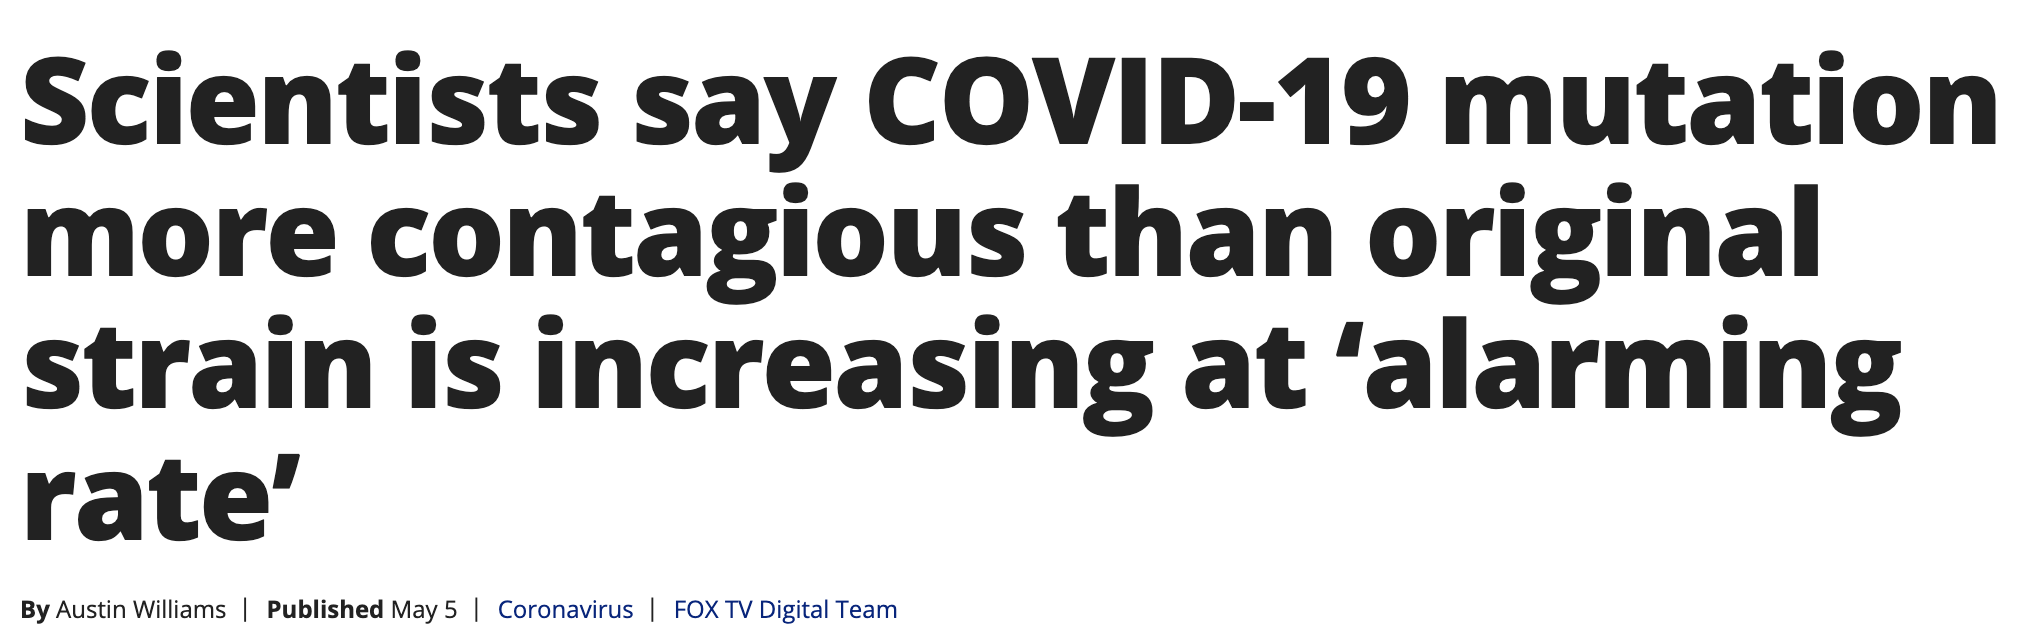 Scientists say COVID-19 mutation
more contagious than original
strain is increasing at ‘alarming
rate’
By Austin Williams | Published May 5 | Coronavirus | FOX TV Digital Team